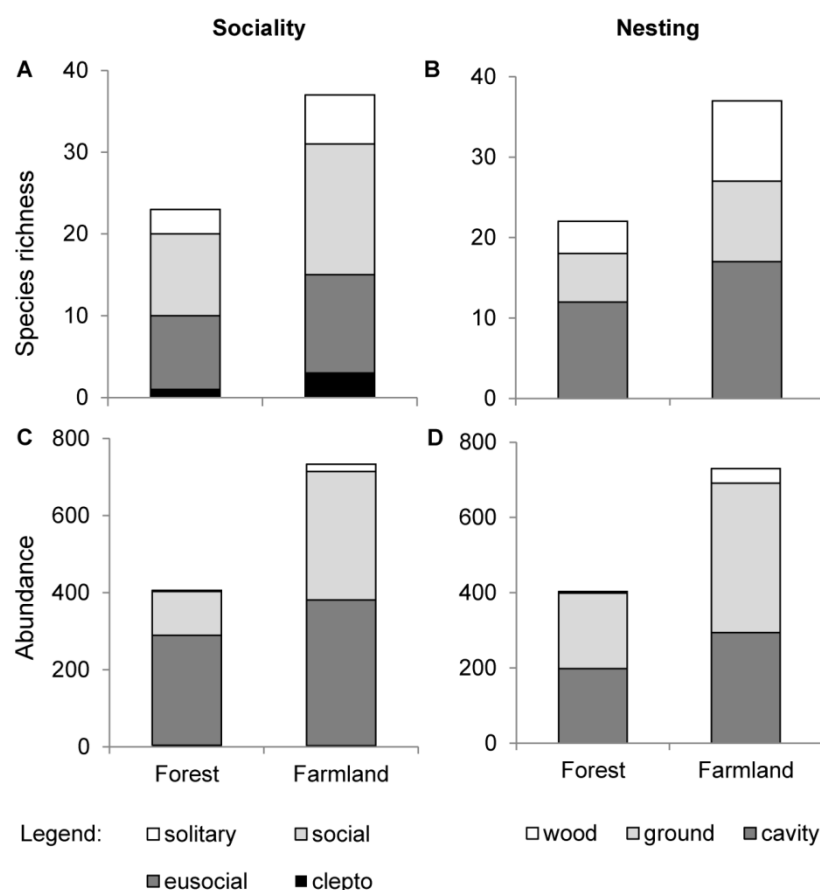 Sociality
Nesting
A
B
Species richness
40
30
20
10
0
40
30
20
10
0
C
D
Abundance
800
600
400
200
0
800
600
400
200
0
Forest Farmland
Forest Farmland
Legend: solitary social
eusocial clepto
wood ground cavity